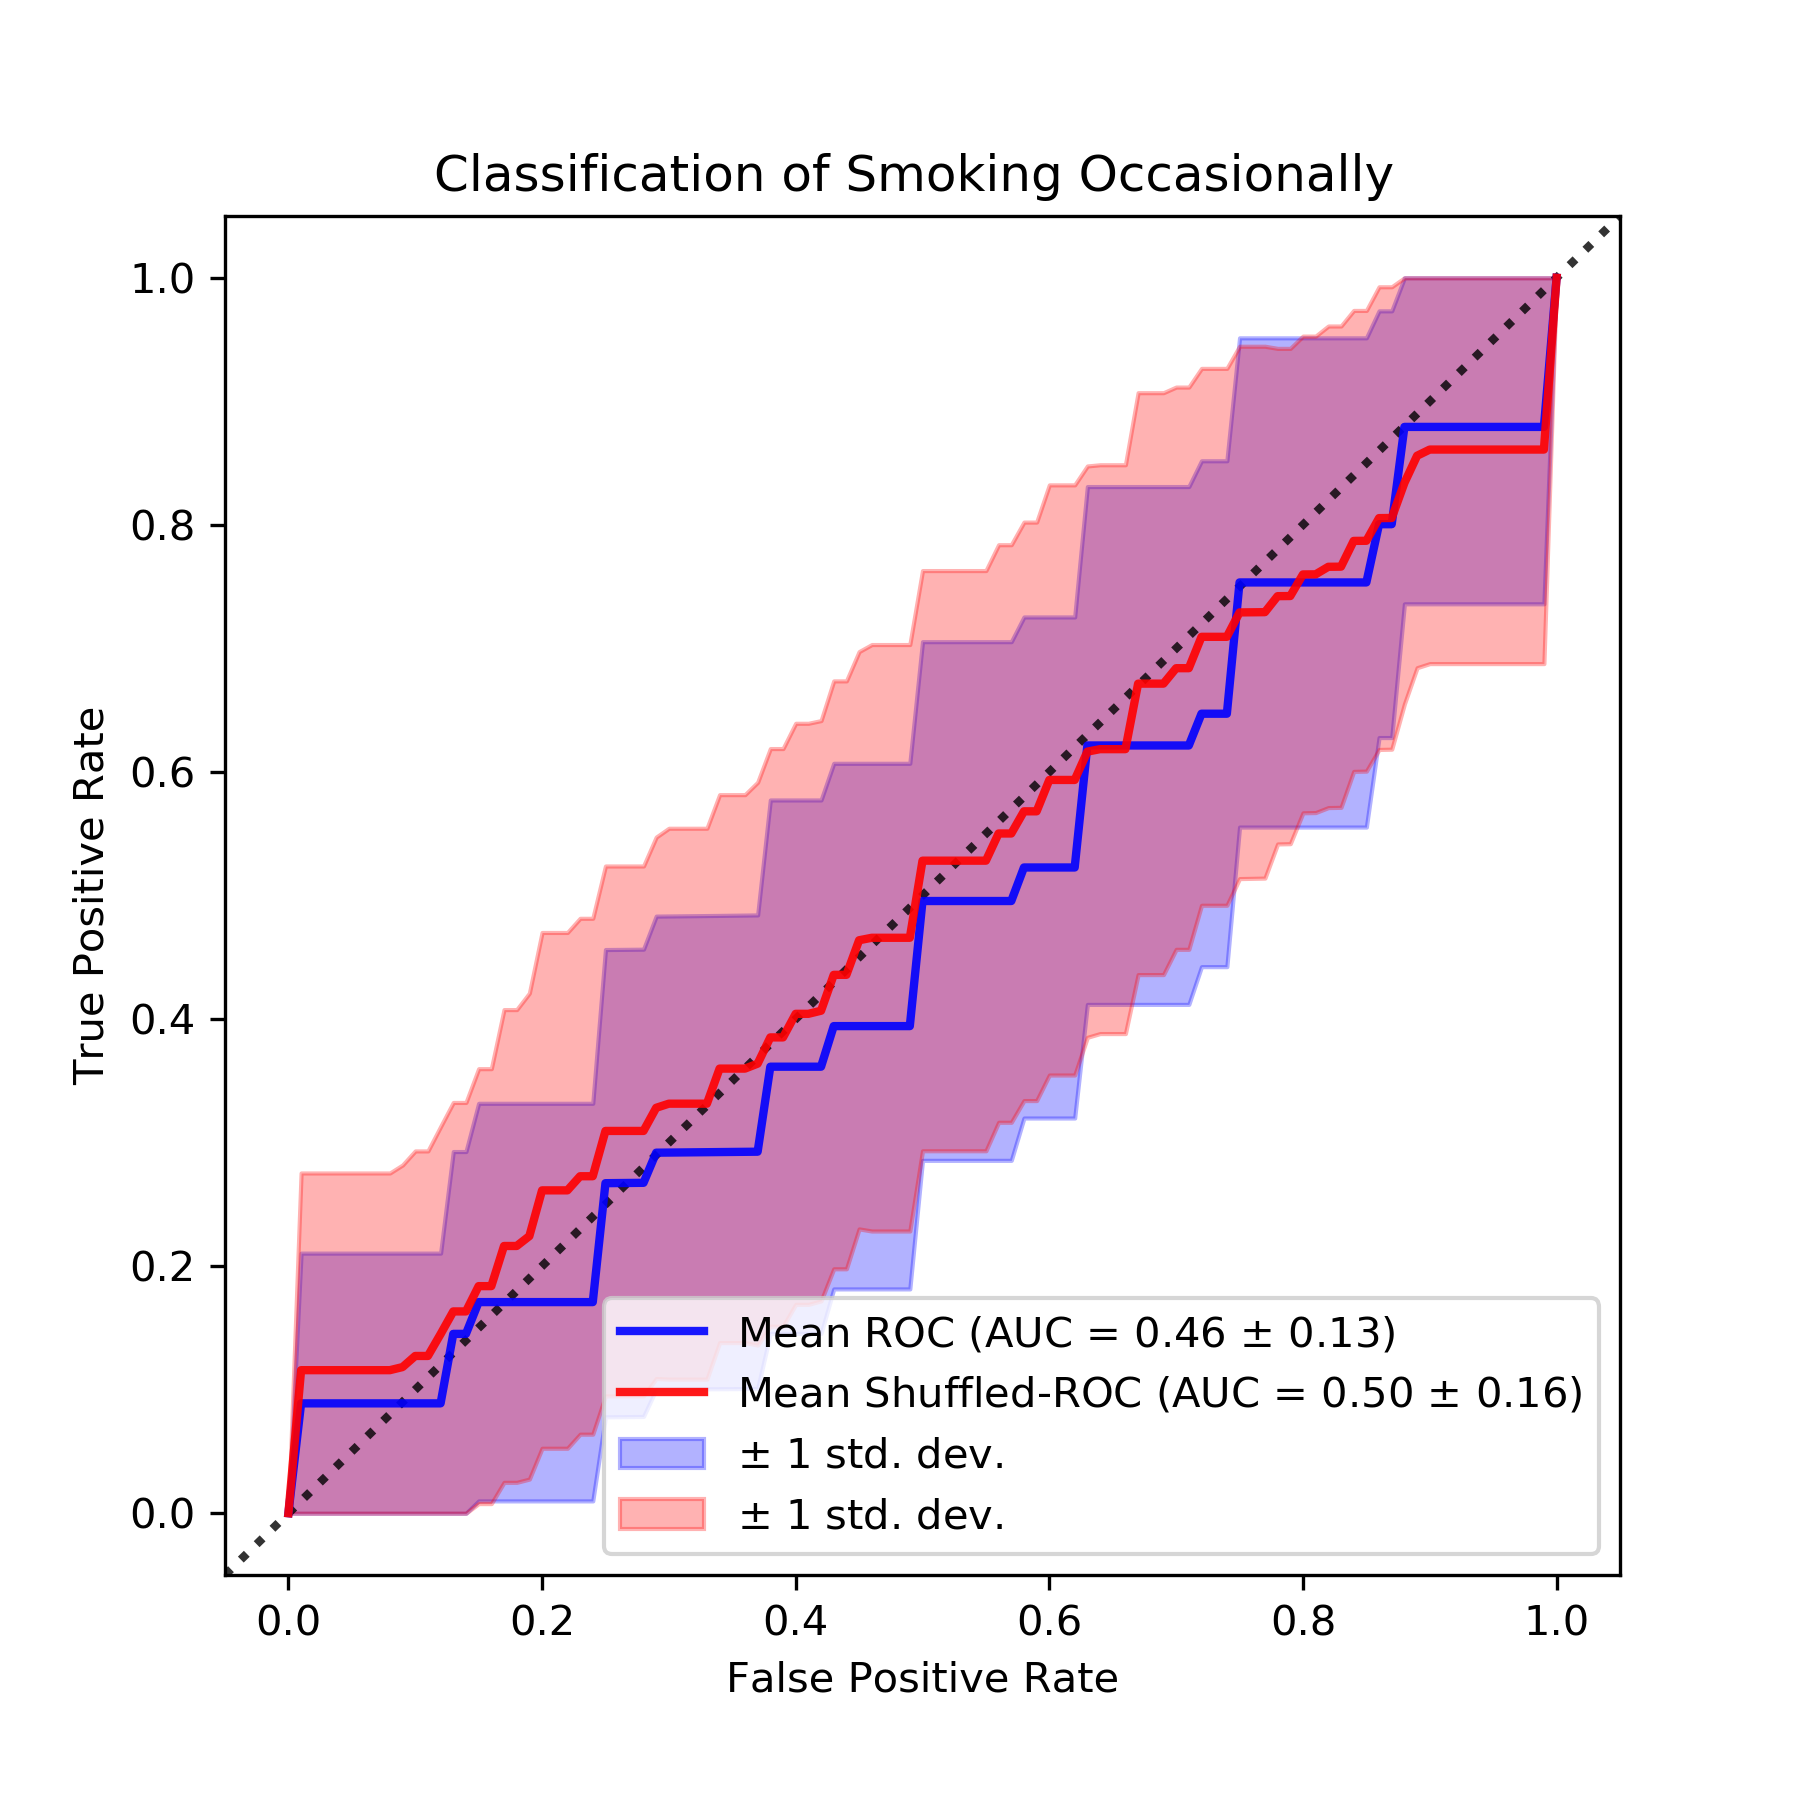 Classification of Smoking Occasionally
True Positive Rate
1.0
0.8
0.6
0.4
0.2
0.0
Mean ROC (AUC = 0.46 ± 0.13)
Mean Shuffled-ROC (AUC = 0.50 ± 0.16)
± 1 std. dev.
± 1 std. dev.
0.0 0.2 0.4 0.6 0.8 1.0
False Positive Rate